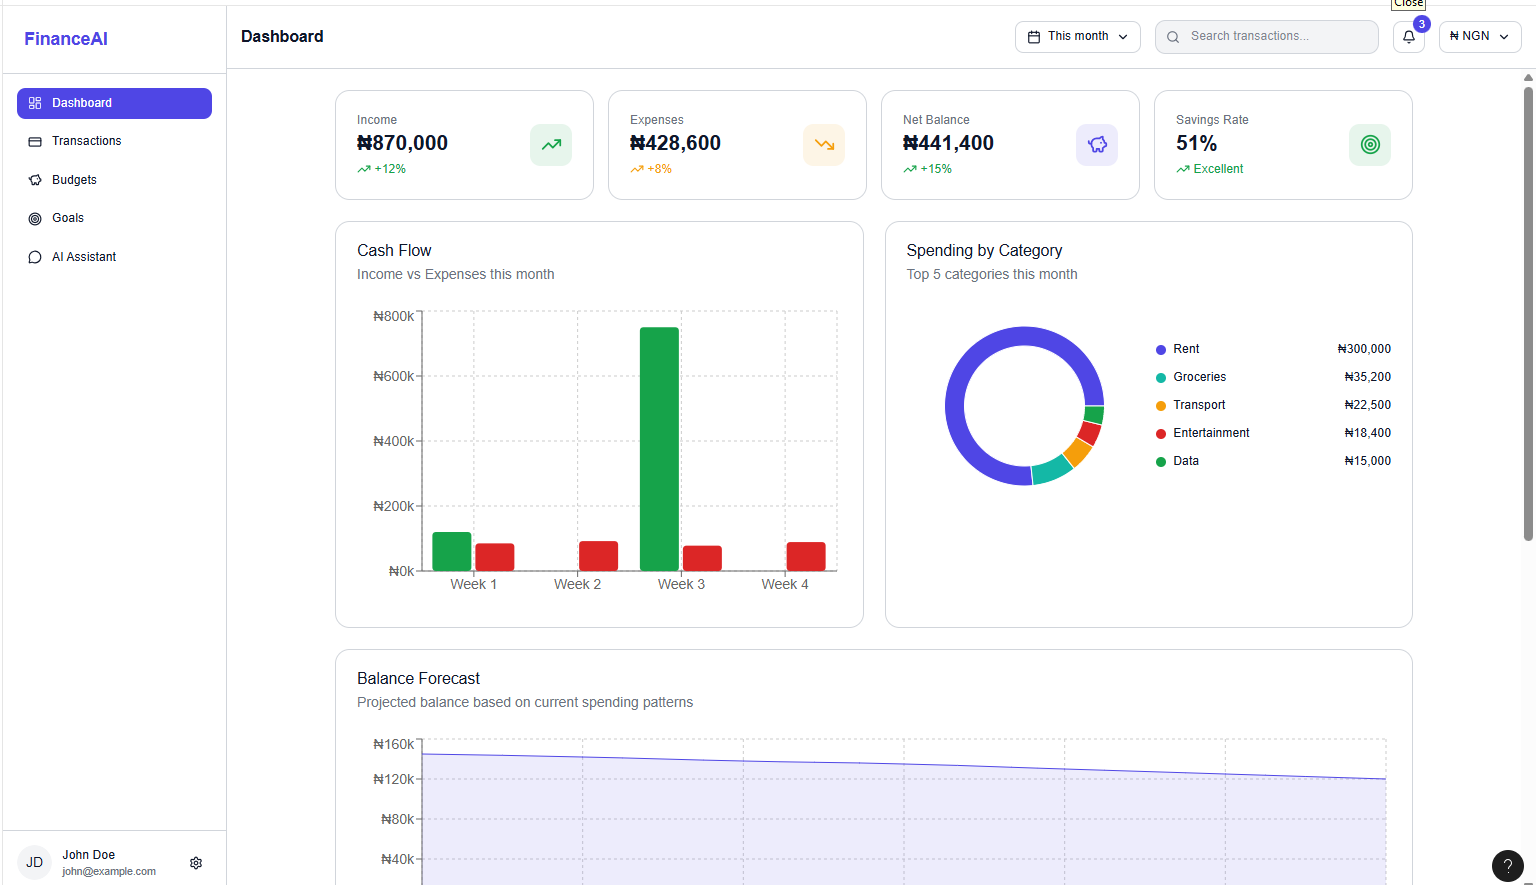 Close
FinanceAI
Dashboard
This month
Search transactions...
3
₦ NGN
Dashboard
Transactions
Budgets
Goals
AI Assistant
Income
₦870,000
+12%
Expenses
₦428,600
+8%
Net Balance
₦441,400
+15%
Savings Rate
51%
Excellent
Cash Flow
Income vs Expenses this month
₦800k
₦600k
₦400k
₦200k
₦0k
Week 1 Week 2 Week 3 Week 4
Spending by Category
Top 5 categories this month
Rent ₦300,000
Groceries ₦35,200
Transport ₦22,500
Entertainment ₦18,400
Data ₦15,000
Balance Forecast
Projected balance based on current spending patterns
₦160k
₦120k
₦80k
₦40k
JD
John Doe
john@example.com
?